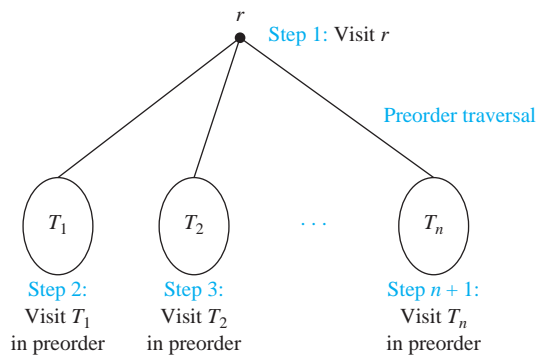 r
Step 1: Visit r
Preorder traversal
T1
T2
· · ·
Tn
Step 2:
Visit T1
in preorder
Step 3:
Visit T2
in preorder
Step n + 1:
Visit Tn
in preorder